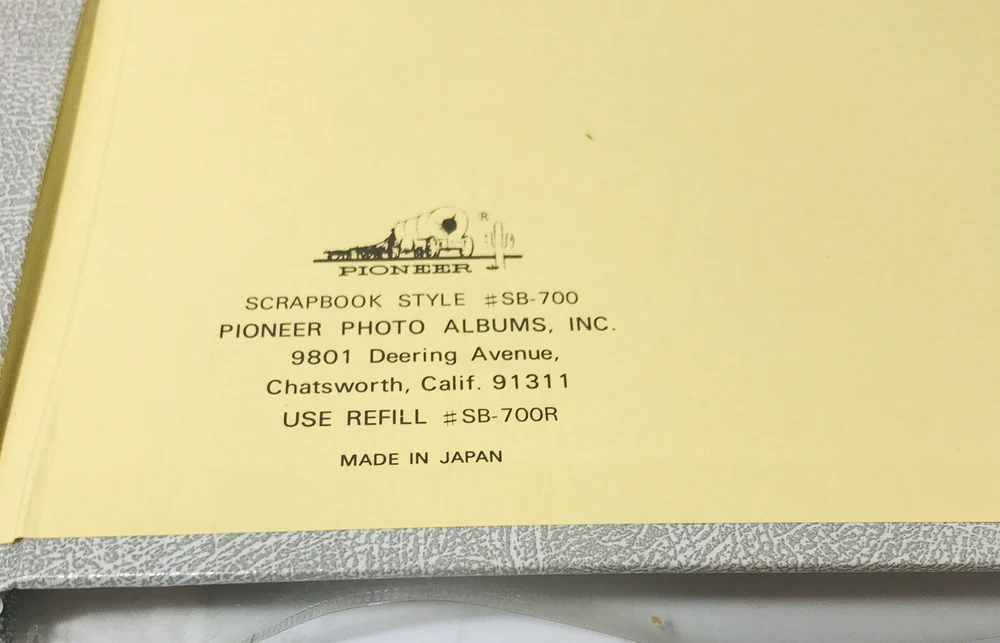 ®
PIONEER
SCRAPBOOK STYLE #SB-700
PIONEER PHOTO ALBUMS, INC.
9801 Deering Avenue,
Chatsworth, Calif. 91311
USE REFILL #SB-700R
MADE IN JAPAN